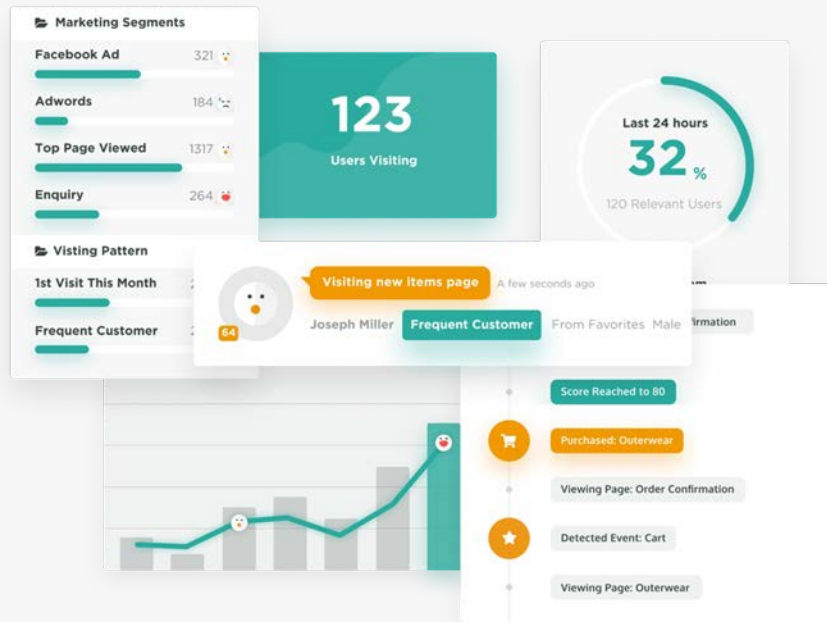 Marketing Segments
Facebook Ad 321
Adwords 184
Top Page Viewed 1317
Enquiry 264
Visting Pattern
1st Visit This Month
Frequent Customer
123
Users Visiting
Last 24 hours
32 %
120 Relevant Users
Visiting new items page A few seconds ago
64
Joseph Miller Frequent Customer From Favorites Male
Score Reached to 80
Purchased: Outerwear
Viewing Page: Order Confirmation
Detected Event: Cart
Viewing Page: Outerwear